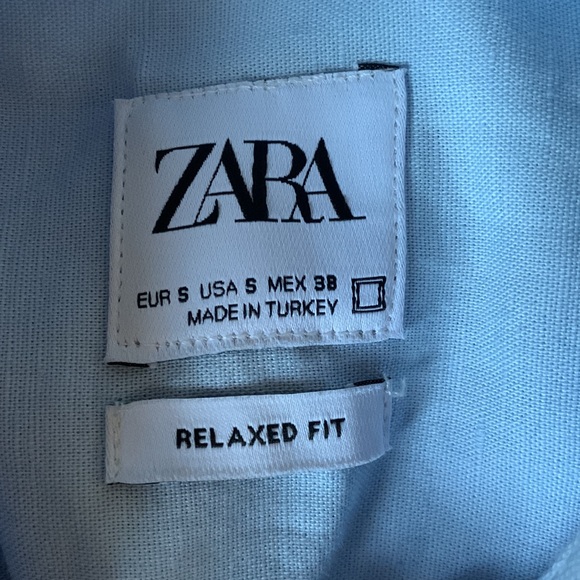 ZARA
EUR S USA S MEX 38
MADE IN TURKEY
RELAXED FIT